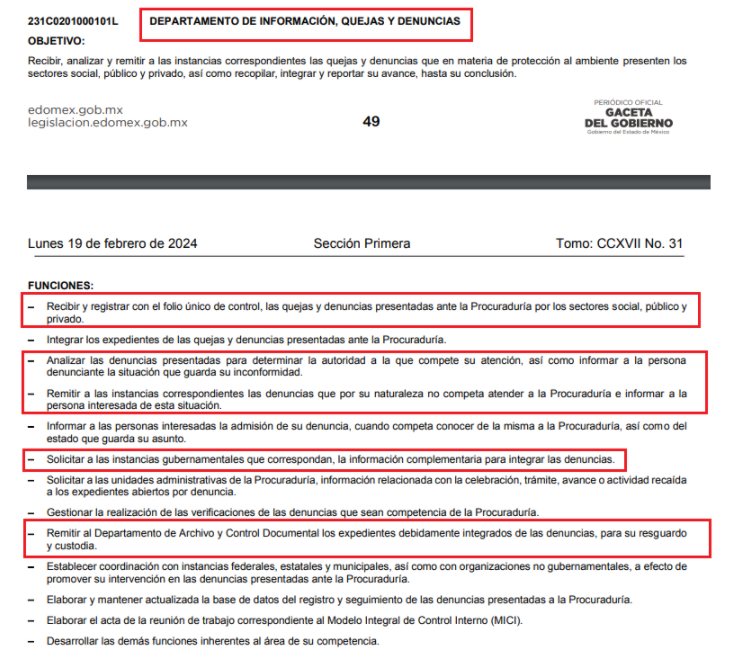 231C0201000101L DEPARTAMENTO DE INFORMACIÓN, QUEJAS Y DENUNCIAS
OBJETIVO:
Recibir, analizar y remitir a las instancias correspondientes las quejas y denuncias que en materia de protección al ambiente presenten los
sectores social, público y privado, así como recopilar, integrar y reportar su avance, hasta su conclusión.
edomex.gob.mx
legislacion.edomex.gob.mx
49
PERIÓDICO OFICIAL
GACETA
DEL GOBIERNO
Gobierno del Estado de México
Lunes 19 de febrero de 2024 Sección Primera Tomo: CCXVII No. 31
FUNCIONES:
– Recibir y registrar con el folio único de control, las quejas y denuncias presentadas ante la Procuraduría por los sectores social, público y
privado.
– Integrar los expedientes de las quejas y denuncias presentadas ante la Procuraduría.
– Analizar las denuncias presentadas para determinar la autoridad a la que compete su atención, así como informar a la persona
denunciante la situación que guarda su inconformidad.
– Remitir a las instancias correspondientes las denuncias que por su naturaleza no competa atender a la Procuraduría e informar a la
persona interesada de esta situación.
– Informar a las personas interesadas la admisión de su denuncia, cuando competa conocer de la misma a la Procuraduría, así como del
estado que guarda su asunto.
– Solicitar a las instancias gubernamentales que correspondan, la información complementaria para integrar las denuncias.
– Solicitar a las unidades administrativas de la Procuraduría, información relacionada con la celebración, trámite, avance o actividad recaída
a los expedientes abiertos por denuncia.
– Gestionar la realización de las verificaciones de las denuncias que sean competencia de la Procuraduría.
– Remitir al Departamento de Archivo y Control Documental los expedientes debidamente integrados de las denuncias, para su resguardo
y custodia.
– Establecer coordinación con instancias federales, estatales y municipales, así como con organizaciones no gubernamentales, a efecto de
promover su intervención en las denuncias presentadas ante la Procuraduría.
– Elaborar y mantener actualizada la base de datos del registro y seguimiento de las denuncias presentadas a la Procuraduría.
– Elaborar el acta de la reunión de trabajo correspondiente al Modelo Integral de Control Interno (MICI).
– Desarrollar las demás funciones inherentes al área de su competencia.